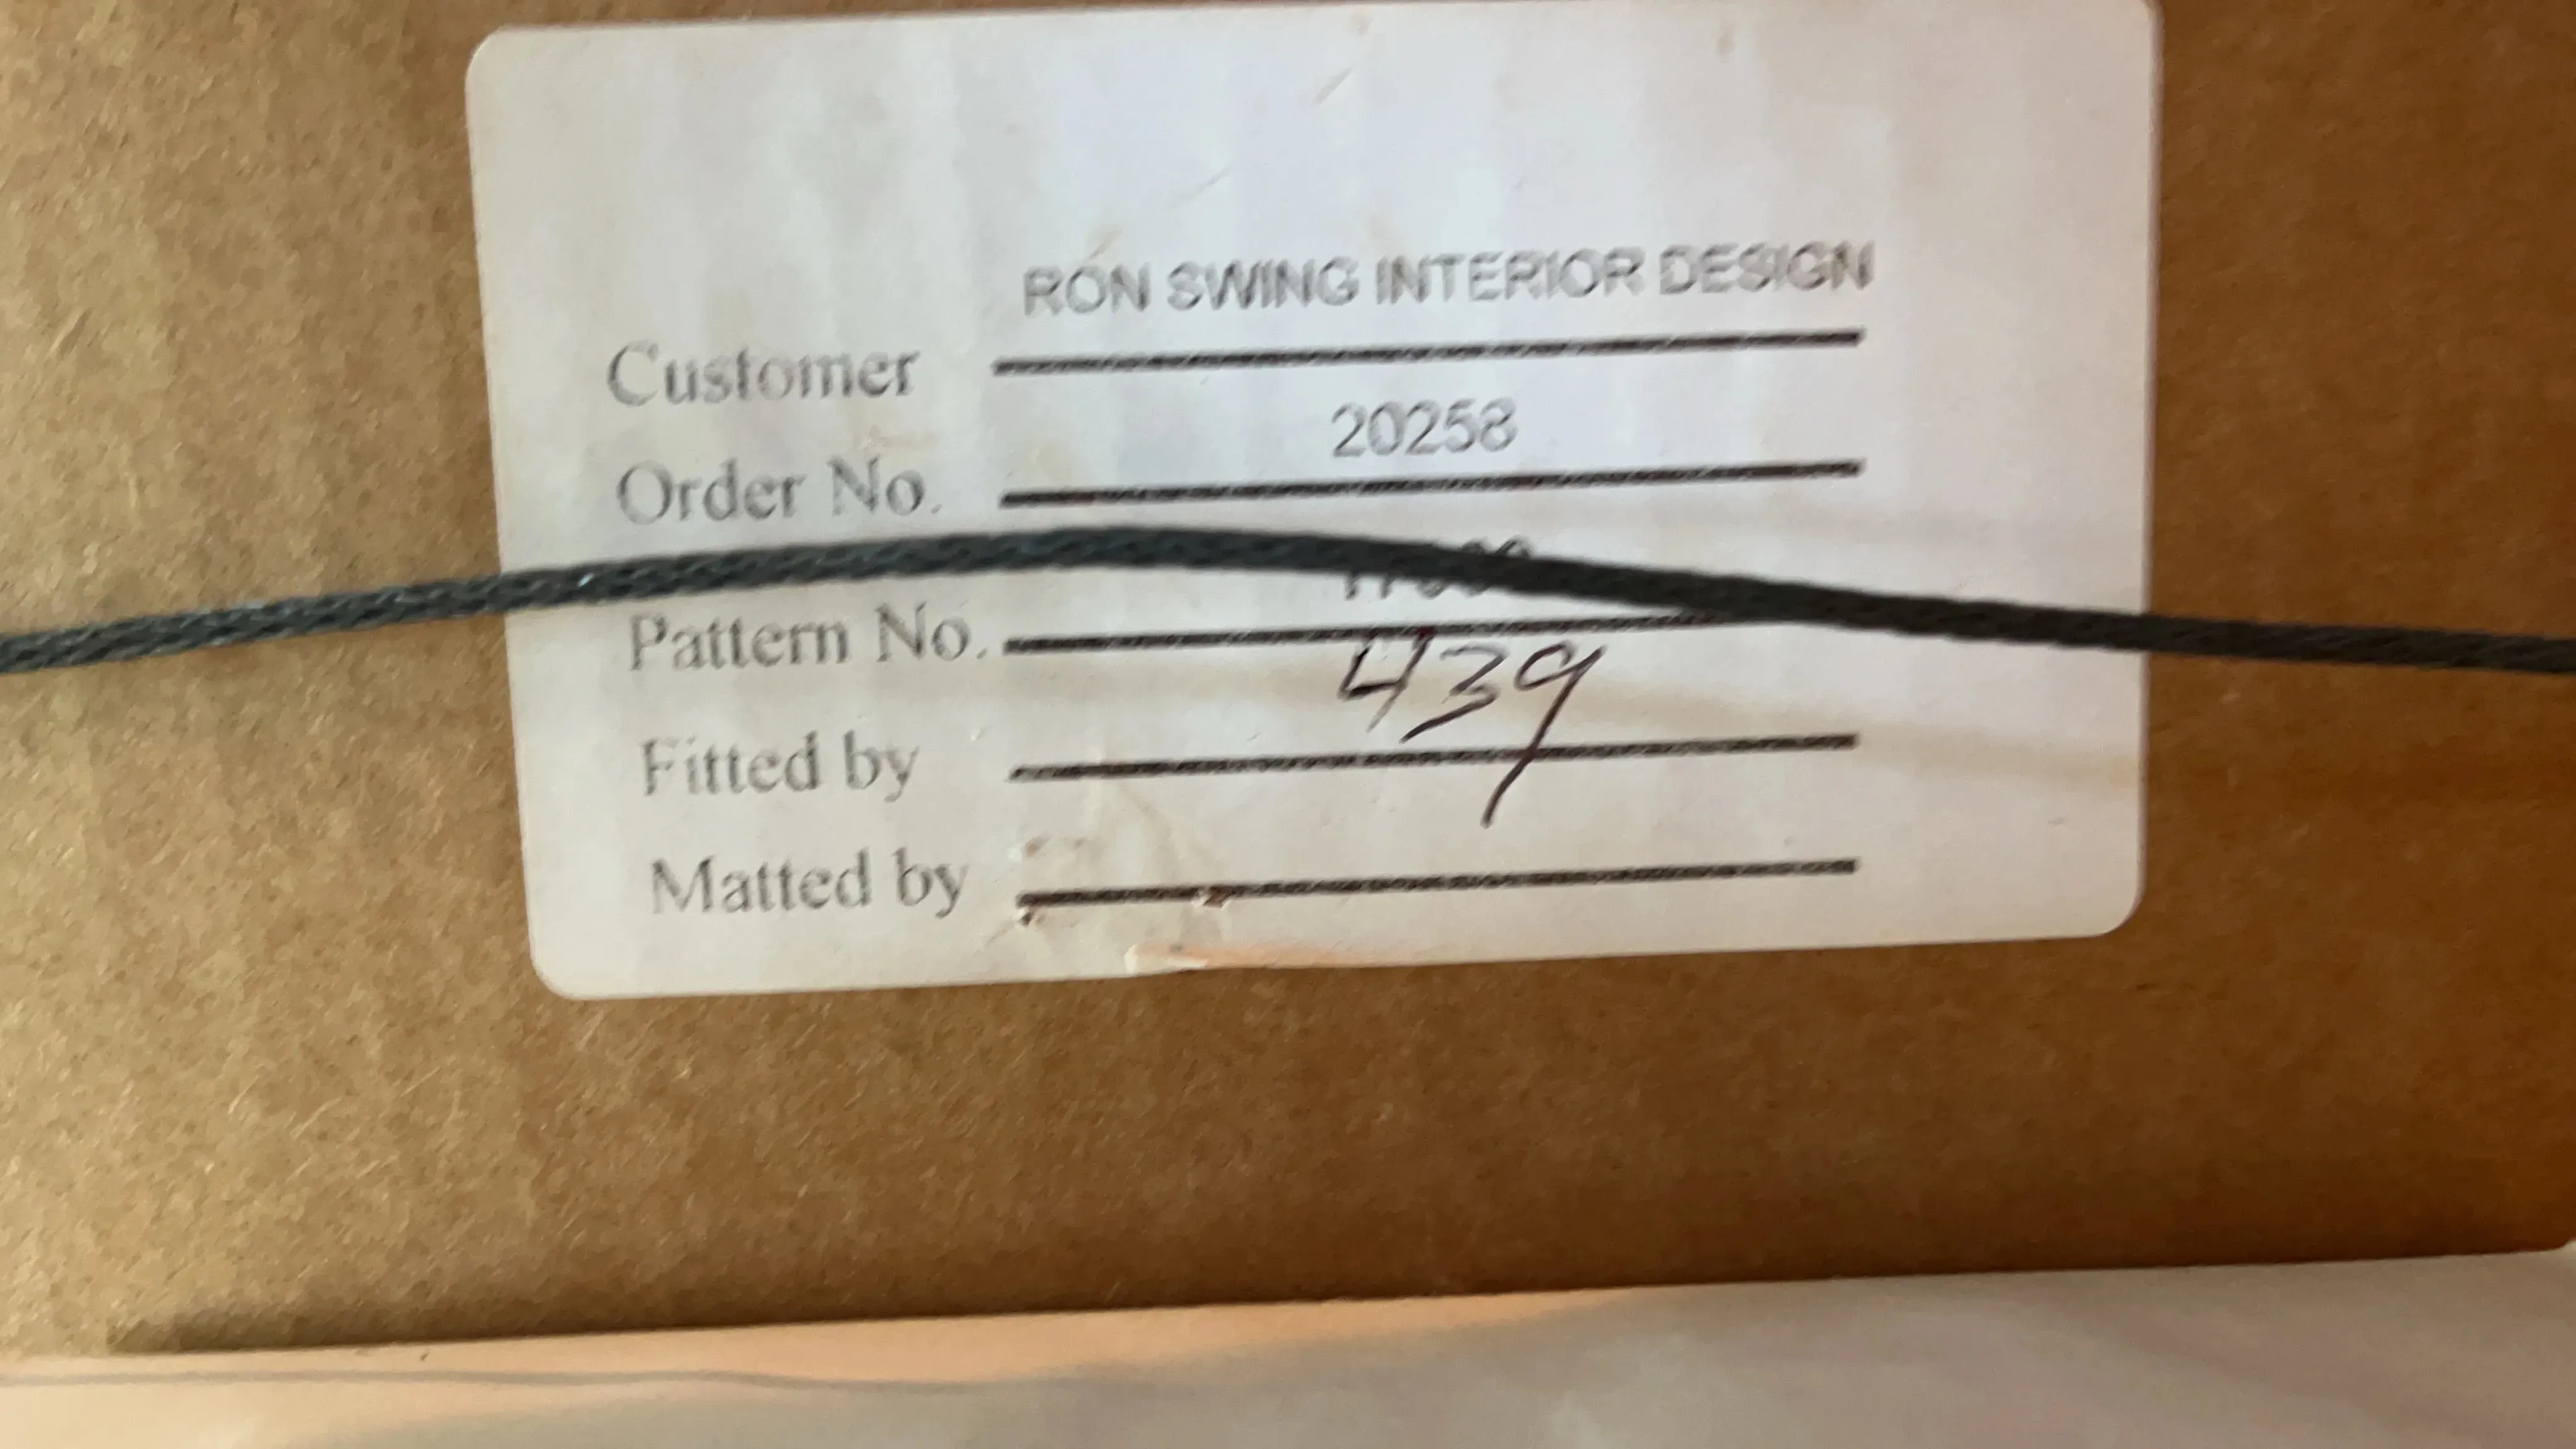 RON SWING INTERIOR DESIGN
Customer
20258
Order No.
Pattern No.
439
Fitted by
Matted by